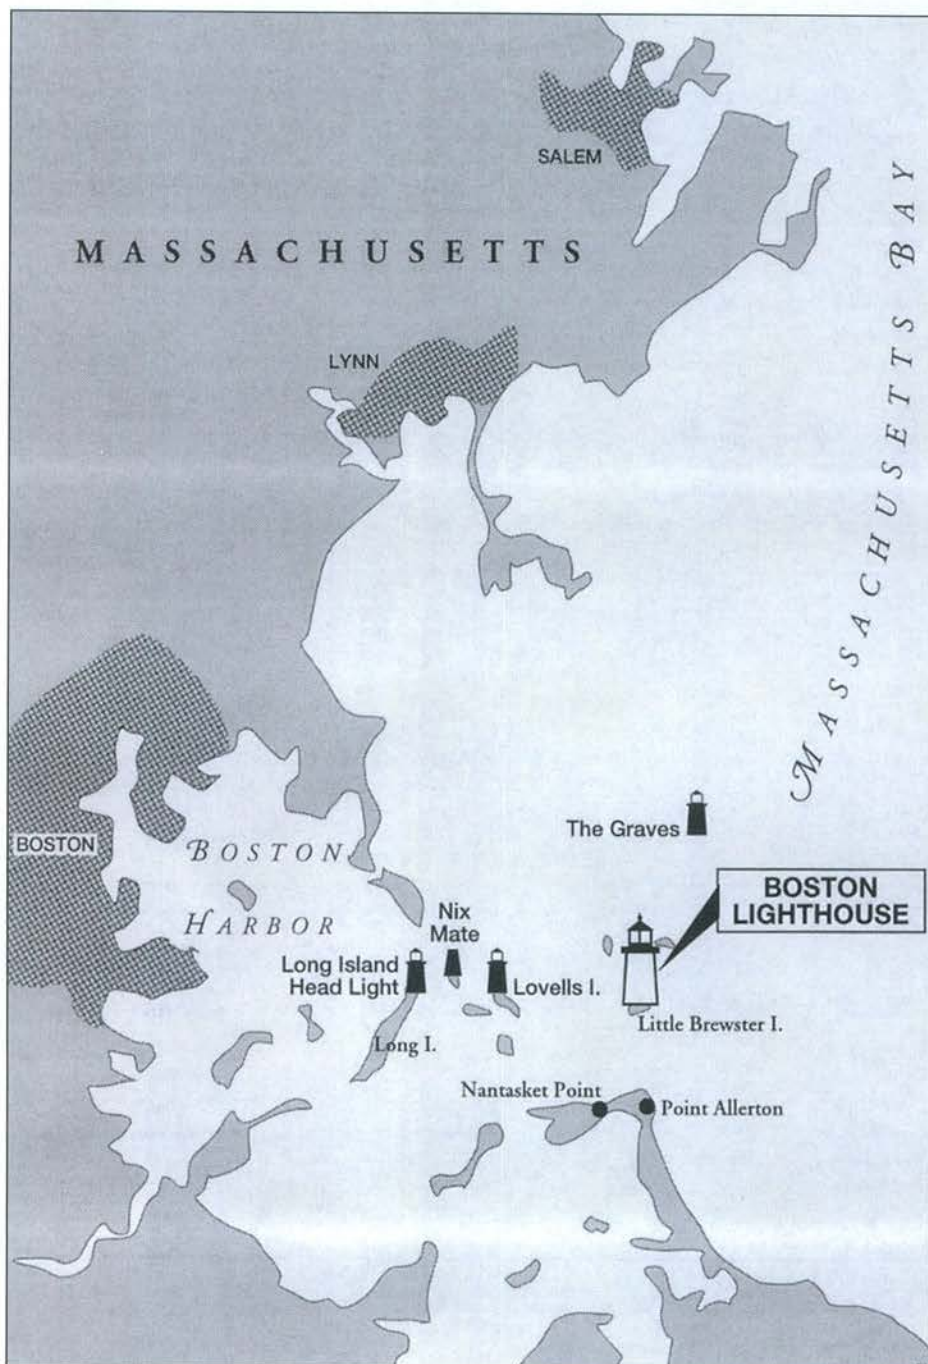 SALEM
MASSACHUSETTS
MASSACHUSETTS BAY
LYNN
The Graves
BOSTON
BOSTON
HARBOR
BOSTON
LIGHTHOUSE
Nix
Mate
Long Island
Head Light
Lovells I.
Little Brewster I.
Long I.
Nantasket Point
Point Allerton